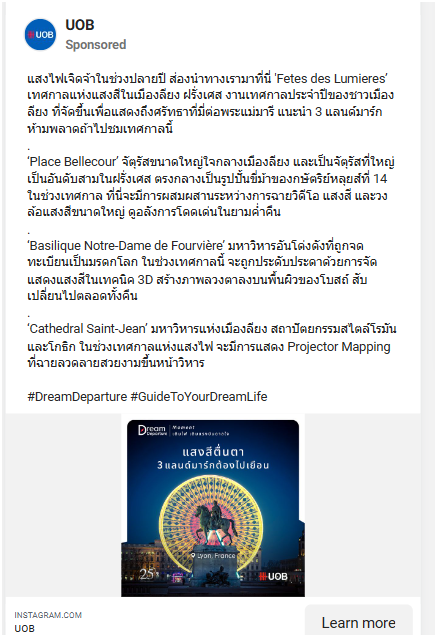 UOB
UOB
Sponsored
แสงไฟเจิดจ้าในช่วงปลายปี ส่องนำทางเรามาที่นี่ 'Fetes des Lumieres'
เทศกาลแห่งแสงสีในเมืองลียง ฝรั่งเศส งานเทศกาลประจำปีของชาวเมือง
ลียง ที่จัดขึ้นเพื่อแสดงถึงศรัทธาที่มีต่อพระแม่มารี แนะนำ 3 แลนด์มาร์ก
ห้ามพลาดถ้าไปชมเทศกาลนี้
.
'Place Bellecour' จัตุรัสขนาดใหญ่ใจกลางเมืองลียง และเป็นจัตุรัสที่ใหญ่
เป็นอันดับสามในฝรั่งเศส ตรงกลางเป็นรูปปั้นขี่ม้าของกษัตริย์หลุยส์ที่ 14
ในช่วงเทศกาล ที่นี่จะมีการผสมผสานระหว่างการฉายวิดีโอ แสงสี และวง
ล้อแสงสีขนาดใหญ่ ดูอลังการโดดเด่นในยามค่ำคืน
.
'Basilique Notre-Dame de Fourvière' มหาวิหารอันโด่งดังที่ถูกจด
ทะเบียนเป็นมรดกโลก ในช่วงเทศกาลนี้ จะถูกประดับประดาด้วยการจัด
แสดงแสงสีในเทคนิค 3D สร้างภาพลวงตาลงบนพื้นผิวของโบสถ์ สับ
เปลี่ยนไปตลอดทั้งคืน
.
'Cathedral Saint-Jean' มหาวิหารแห่งเมืองลียง สถาปัตยกรรมสไตล์โรมัน
และโกธิก ในช่วงเทศกาลแห่งแสงไฟ จะมีการแสดง Projector Mapping
ที่ฉายลวดลายสวยงามขึ้นหน้าวิหาร
#DreamDeparture #GuideToYourDreamLife
Dream Departure
Moment
แสงสีตื่นตา
3 แลนด์มาร์กต้องไปเยือน
Lyon, France
25
UOB
INSTAGRAM.COM
UOB
Learn more